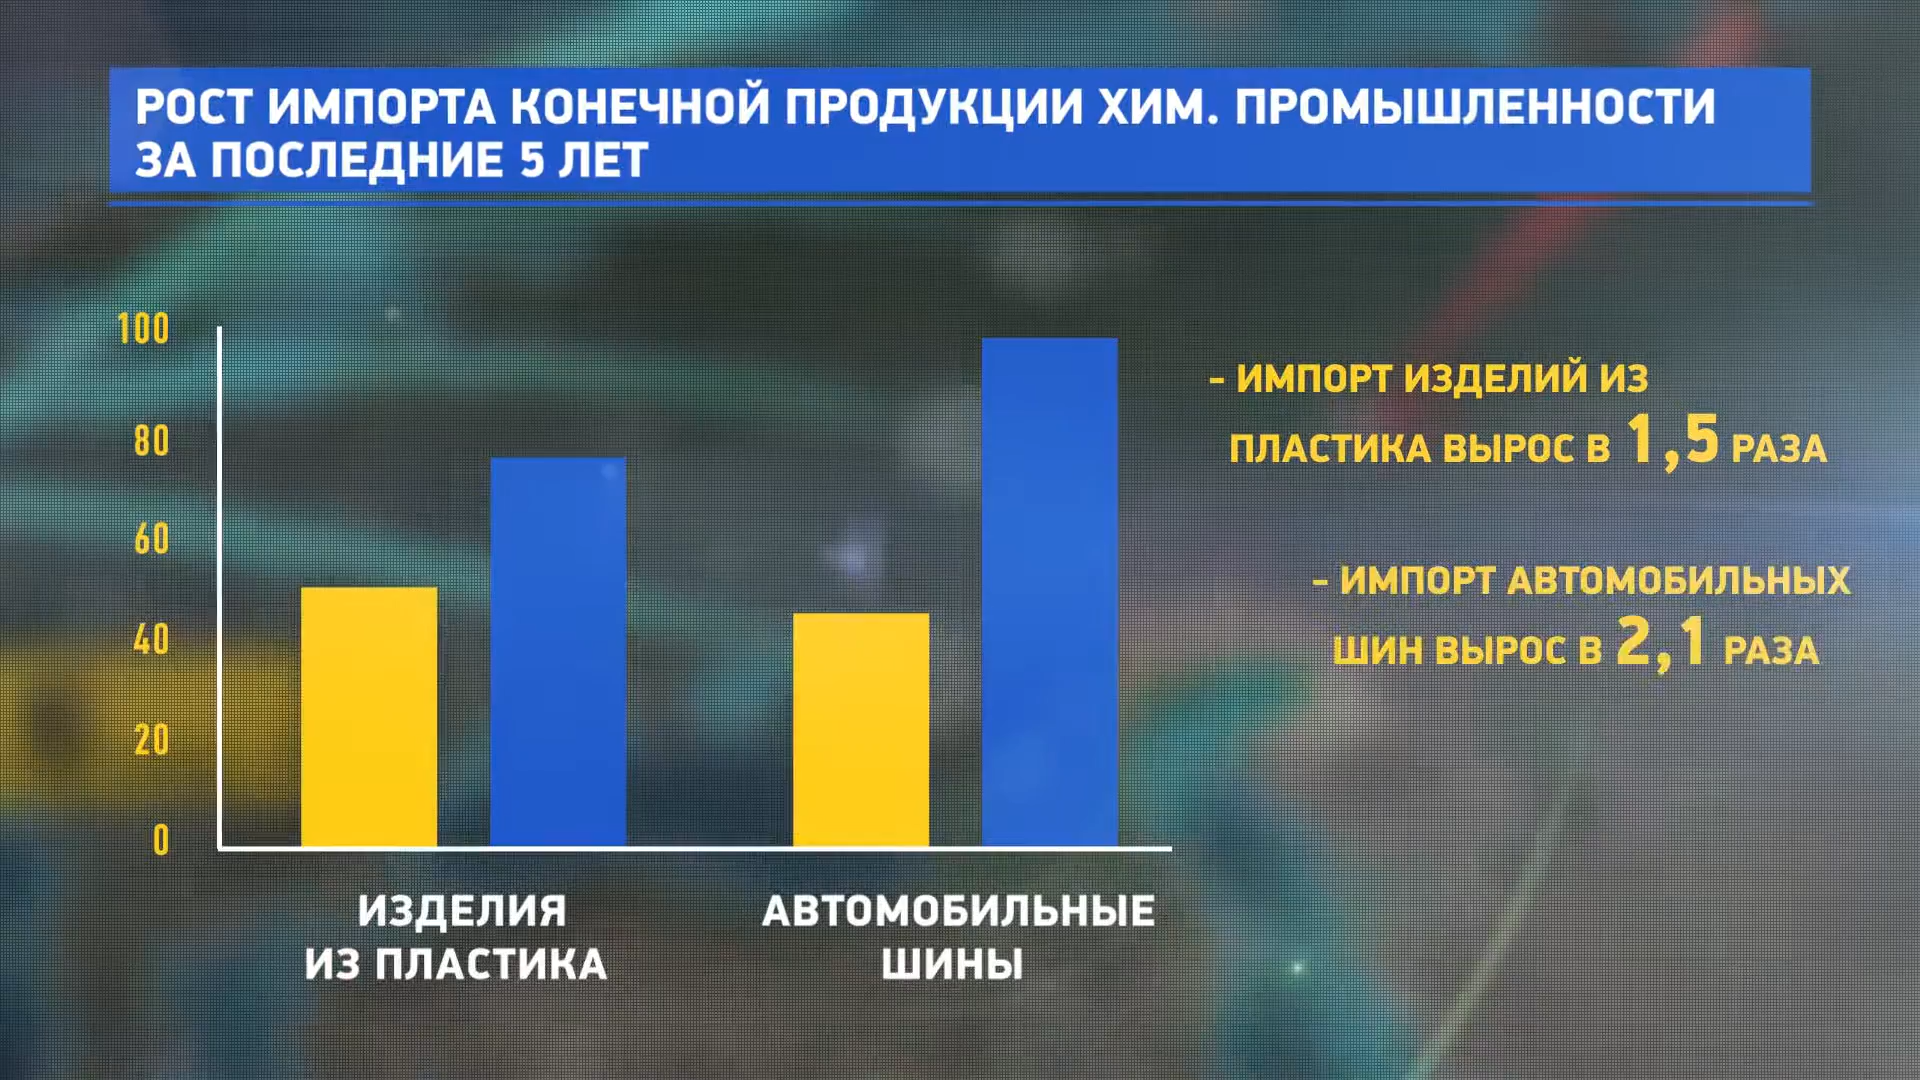 РОСТ ИМПОРТА КОНЕЧНОЙ ПРОДУКЦИИ ХИМ. ПРОМЫШЛЕННОСТИ
ЗА ПОСЛЕДНИЕ 5 ЛЕТ
100
80
60
40
20
0
ИЗДЕЛИЯ
ИЗ ПЛАСТИКА
АВТОМОБИЛЬНЫЕ
ШИНЫ
- ИМПОРТ ИЗДЕЛИЙ ИЗ
ПЛАСТИКА ВЫРОС В 1,5 РАЗА
- ИМПОРТ АВТОМОБИЛЬНЫХ
ШИН ВЫРОС В 2,1 РАЗА